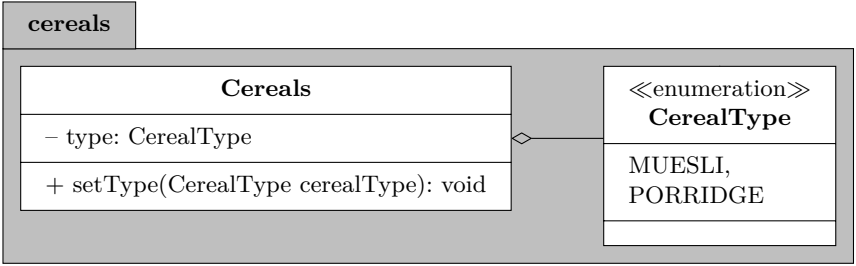 cereals
Cereals
– type: CerealType
+ setType(CerealType cerealType): void
≪enumeration≫
CerealType
MUESLI,
PORRIDGE